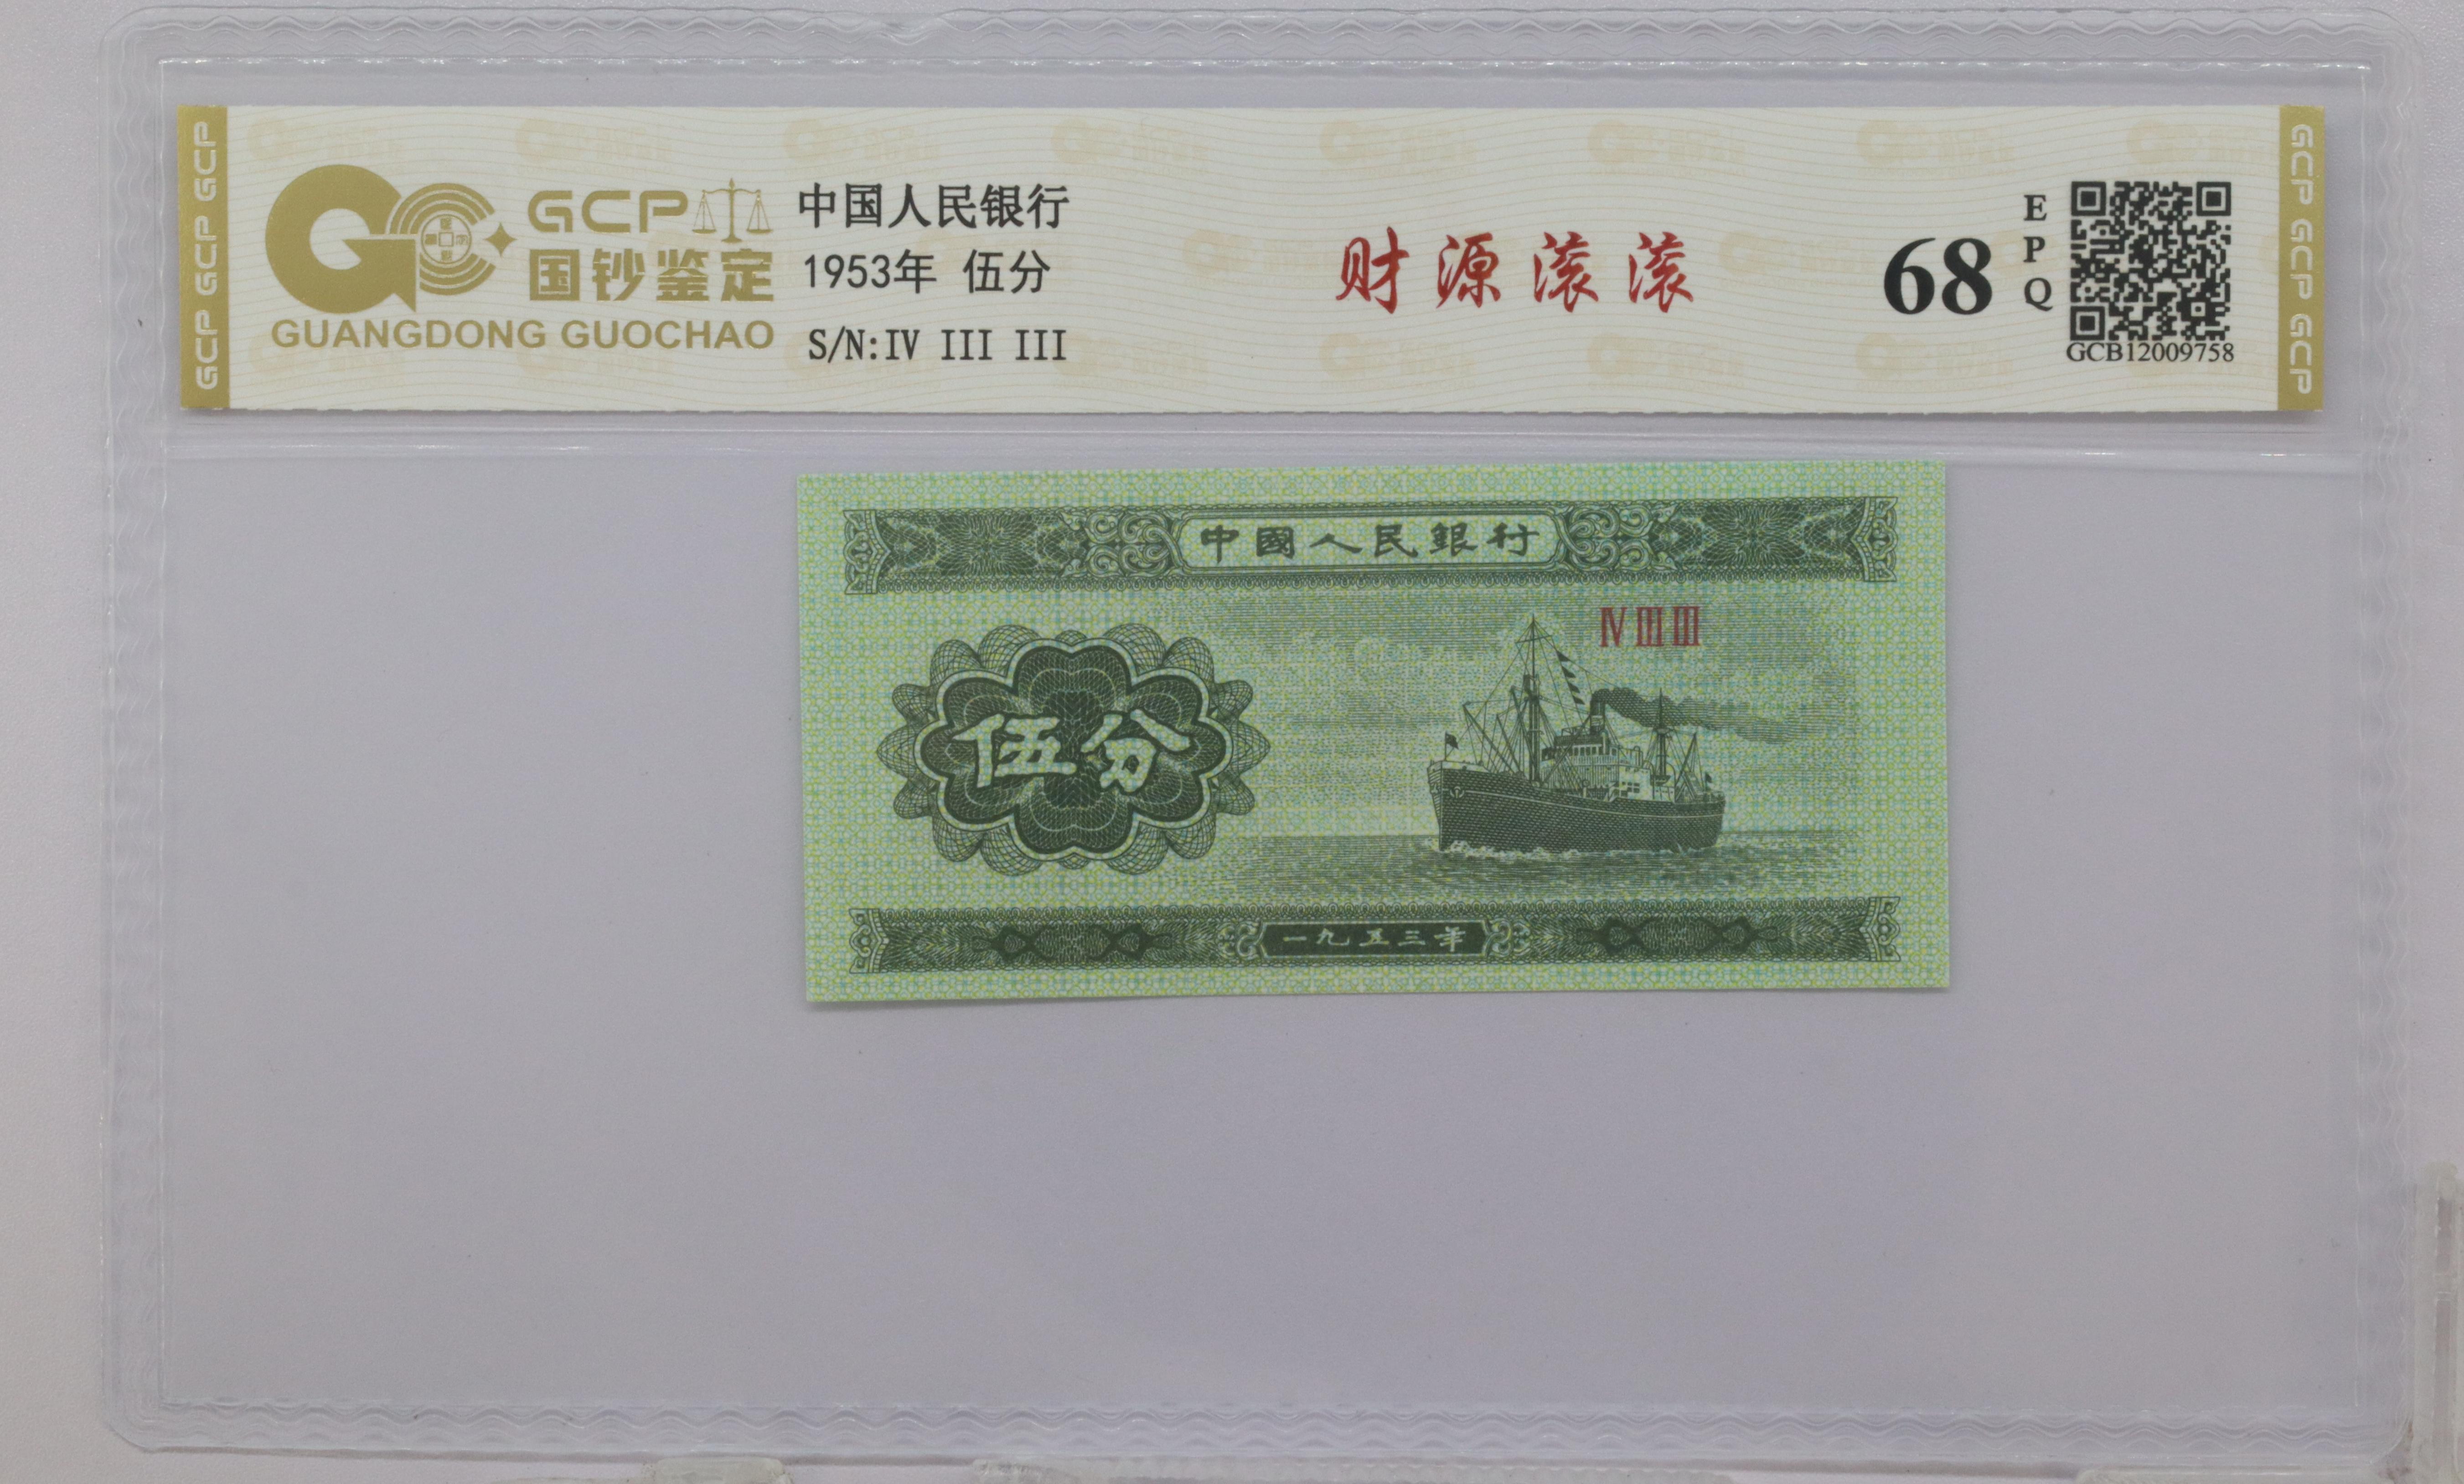 GCP GCP GCP
GCP
国钞鉴定
GUANGDONG GUOCHAO
中国人民银行
1953年 伍分
S/N:IV III III
财源滚滚
68
EPQ
GCB12009758
GCP GCP GCP
中國人民銀行
IV III III
伍分
一九五三年